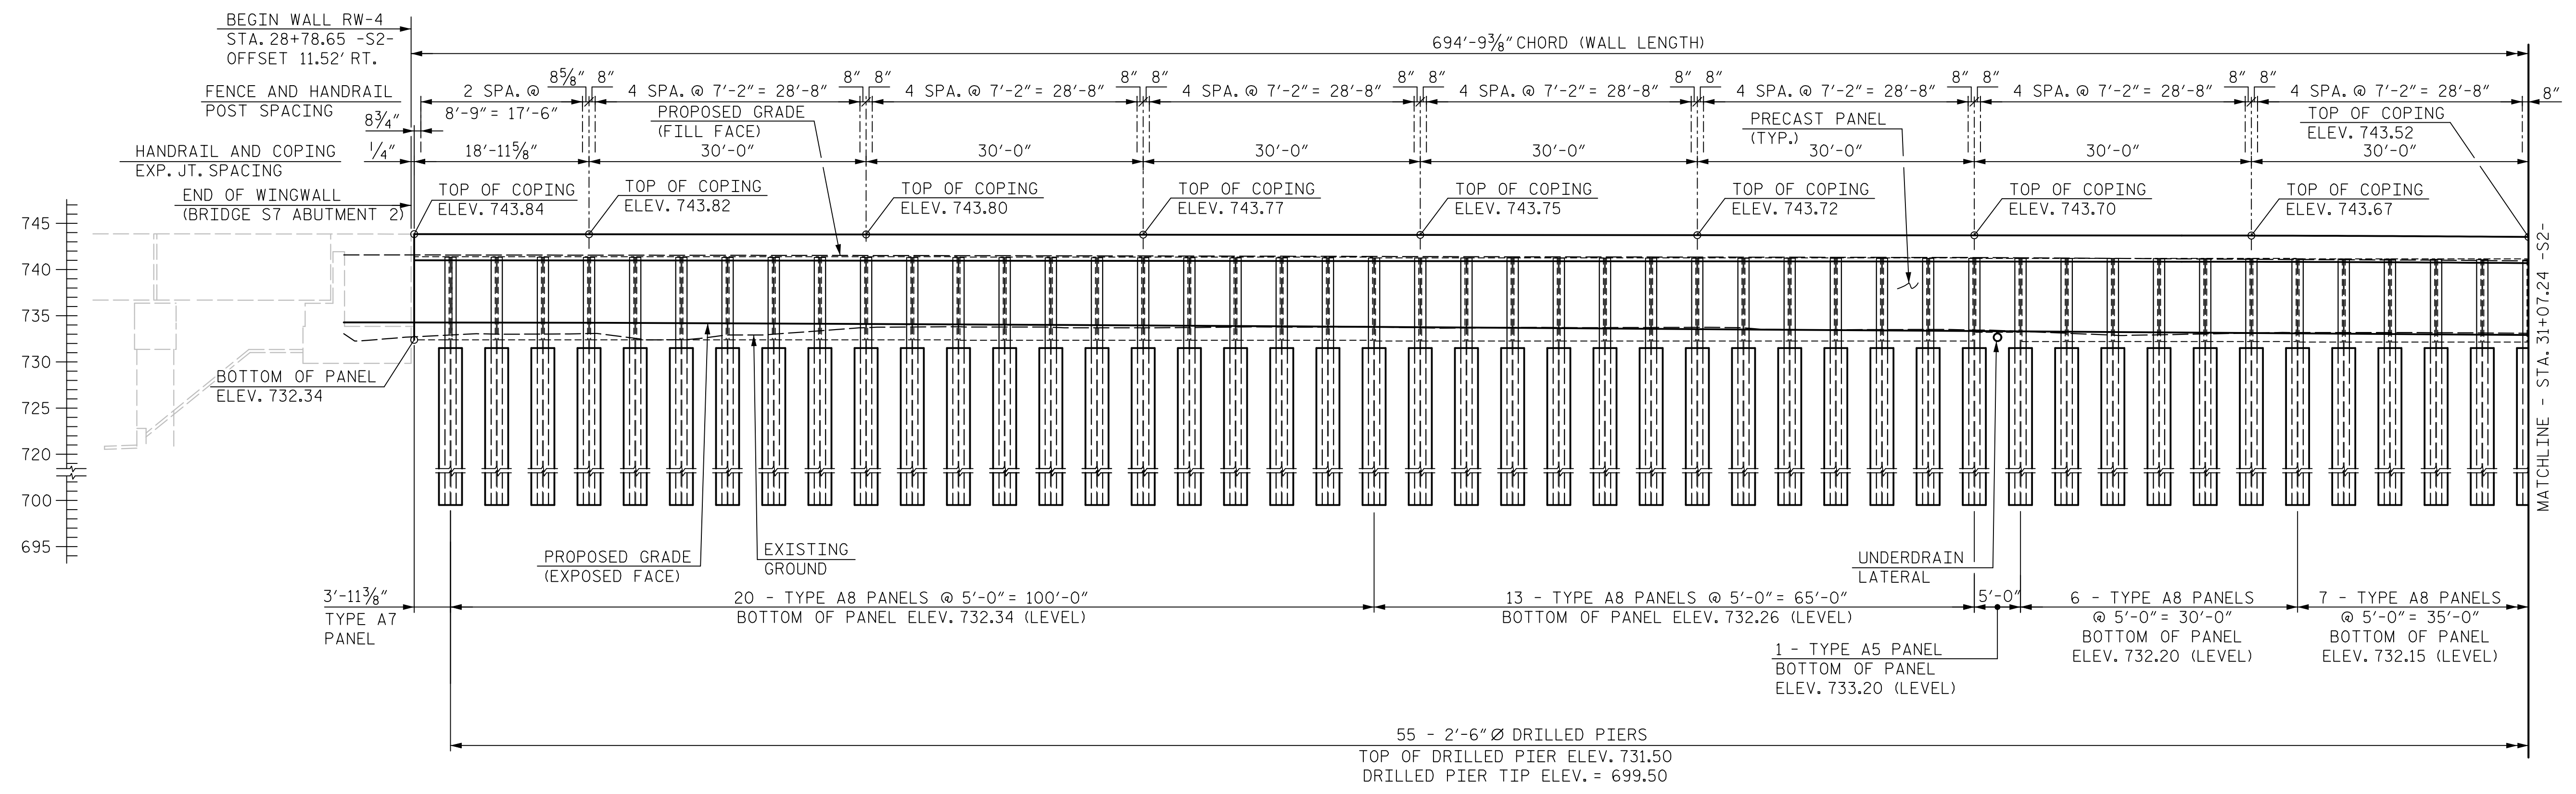 BEGIN WALL RW-4
STA. 28+78.65 -S2-
OFFSET 11.52' RT.
694'-9⅜" CHORD (WALL LENGTH)
FENCE AND HANDRAIL
POST SPACING
2 SPA. @
8'-9" = 17'-6"
8⅝"
8"
4 SPA. @ 7'-2" = 28'-8"
8"
8"
4 SPA. @ 7'-2" = 28'-8"
8"
8"
4 SPA. @ 7'-2" = 28'-8"
8"
8"
4 SPA. @ 7'-2" = 28'-8"
8"
8"
4 SPA. @ 7'-2" = 28'-8"
8"
8"
4 SPA. @ 7'-2" = 28'-8"
8"
8"
4 SPA. @ 7'-2" = 28'-8"
8"
8¾"
PROPOSED GRADE
(FILL FACE)
PRECAST PANEL
(TYP.)
TOP OF COPING
ELEV. 743.52
HANDRAIL AND COPING
EXP. JT. SPACING
¼"
18'-11⅝"
30'-0"
30'-0"
30'-0"
30'-0"
30'-0"
30'-0"
30'-0"
END OF WINGWALL
(BRIDGE S7 ABUTMENT 2)
TOP OF COPING
ELEV. 743.84
TOP OF COPING
ELEV. 743.82
TOP OF COPING
ELEV. 743.80
TOP OF COPING
ELEV. 743.77
TOP OF COPING
ELEV. 743.75
TOP OF COPING
ELEV. 743.72
TOP OF COPING
ELEV. 743.70
TOP OF COPING
ELEV. 743.67
745
740
735
730
725
720
700
695
MATCHLINE - STA. 31+07.24 -S2-
BOTTOM OF PANEL
ELEV. 732.34
PROPOSED GRADE
(EXPOSED FACE)
EXISTING
GROUND
UNDERDRAIN
LATERAL
3'-11⅜"
TYPE A7
PANEL
20 - TYPE A8 PANELS @ 5'-0" = 100'-0"
BOTTOM OF PANEL ELEV. 732.34 (LEVEL)
13 - TYPE A8 PANELS @ 5'-0" = 65'-0"
BOTTOM OF PANEL ELEV. 732.26 (LEVEL)
5'-0"
1 - TYPE A5 PANEL
BOTTOM OF PANEL
ELEV. 733.20 (LEVEL)
6 - TYPE A8 PANELS
@ 5'-0" = 30'-0"
BOTTOM OF PANEL
ELEV. 732.20 (LEVEL)
7 - TYPE A8 PANELS
@ 5'-0" = 35'-0"
BOTTOM OF PANEL
ELEV. 732.15 (LEVEL)
55 - 2'-6" Ø DRILLED PIERS
TOP OF DRILLED PIER ELEV. 731.50
DRILLED PIER TIP ELEV. = 699.50